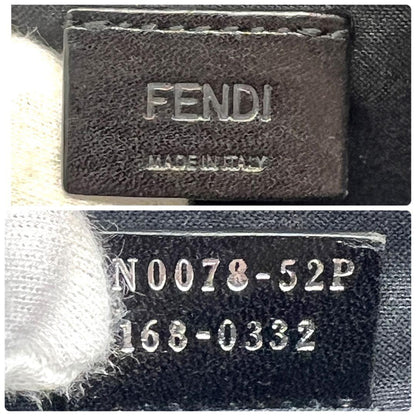 FENDI
MADE IN ITALY
N0078-52P
168-0332